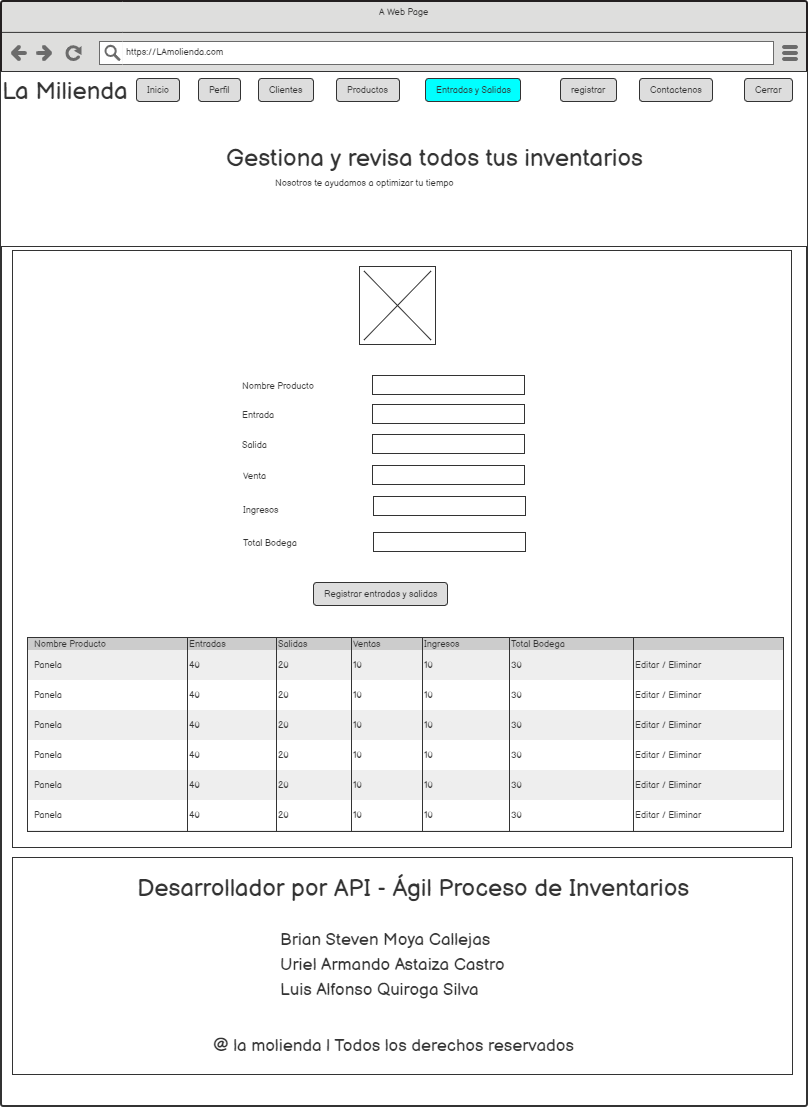 A Web Page
https://LAmolienda.com
La Milienda Inicio Perfil Clientes Productos Entradas y Salidas registrar Contactenos Cerrar
Gestiona y revisa todos tus inventarios
Nosotros te ayudamos a optimizar tu tiempo
Nombre Producto
Entrada
Salida
Venta
Ingresos
Total Bodega
Registrar entradas y salidas
Nombre Producto Entradas Salidas Ventas Ingresos Total Bodega
Panela 40 20 10 10 30 Editar / Eliminar
Panela 40 20 10 10 30 Editar / Eliminar
Panela 40 20 10 10 30 Editar / Eliminar
Panela 40 20 10 10 30 Editar / Eliminar
Panela 40 20 10 10 30 Editar / Eliminar
Panela 40 20 10 10 30 Editar / Eliminar
Desarrollador por API - Ágil Proceso de Inventarios
Brian Steven Moya Callejas
Uriel Armando Astaiza Castro
Luis Alfonso Quiroga Silva
@ la molienda | Todos los derechos reservados